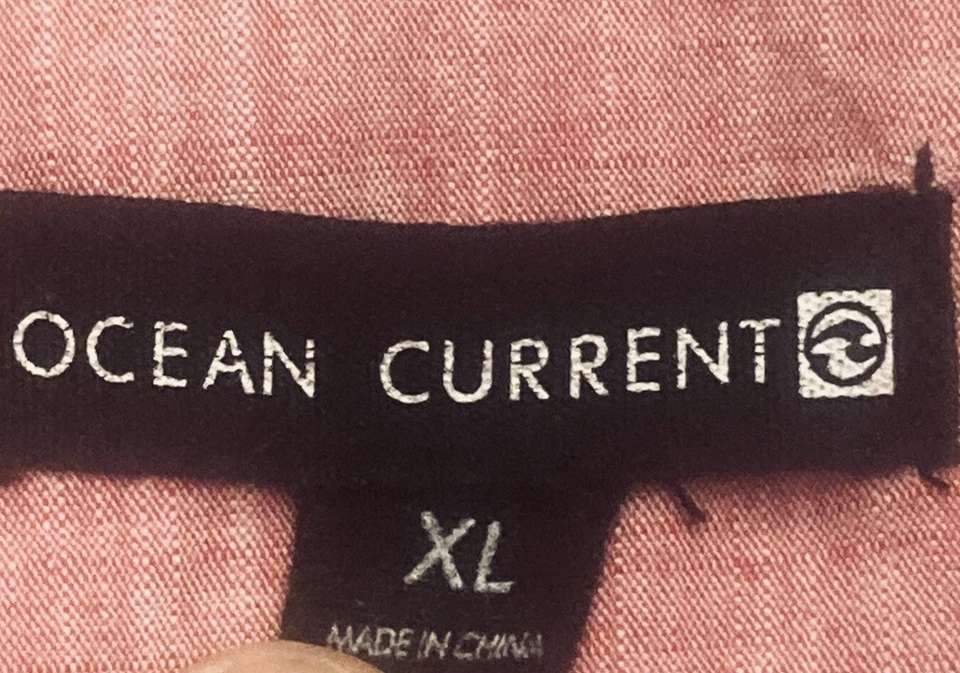 OCEAN CURRENT
XL
MADE IN CHINA